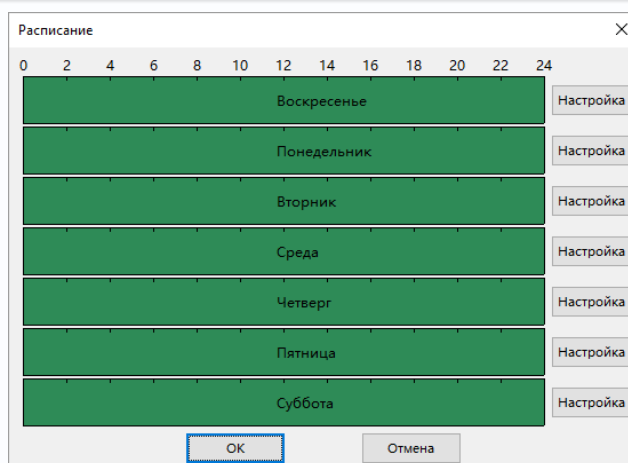 Расписание
0 2 4 6 8 10 12 14 16 18 20 22 24
Воскресенье Настройка
Понедельник Настройка
Вторник Настройка
Среда Настройка
Четверг Настройка
Пятница Настройка
Суббота Настройка
ОК Отмена